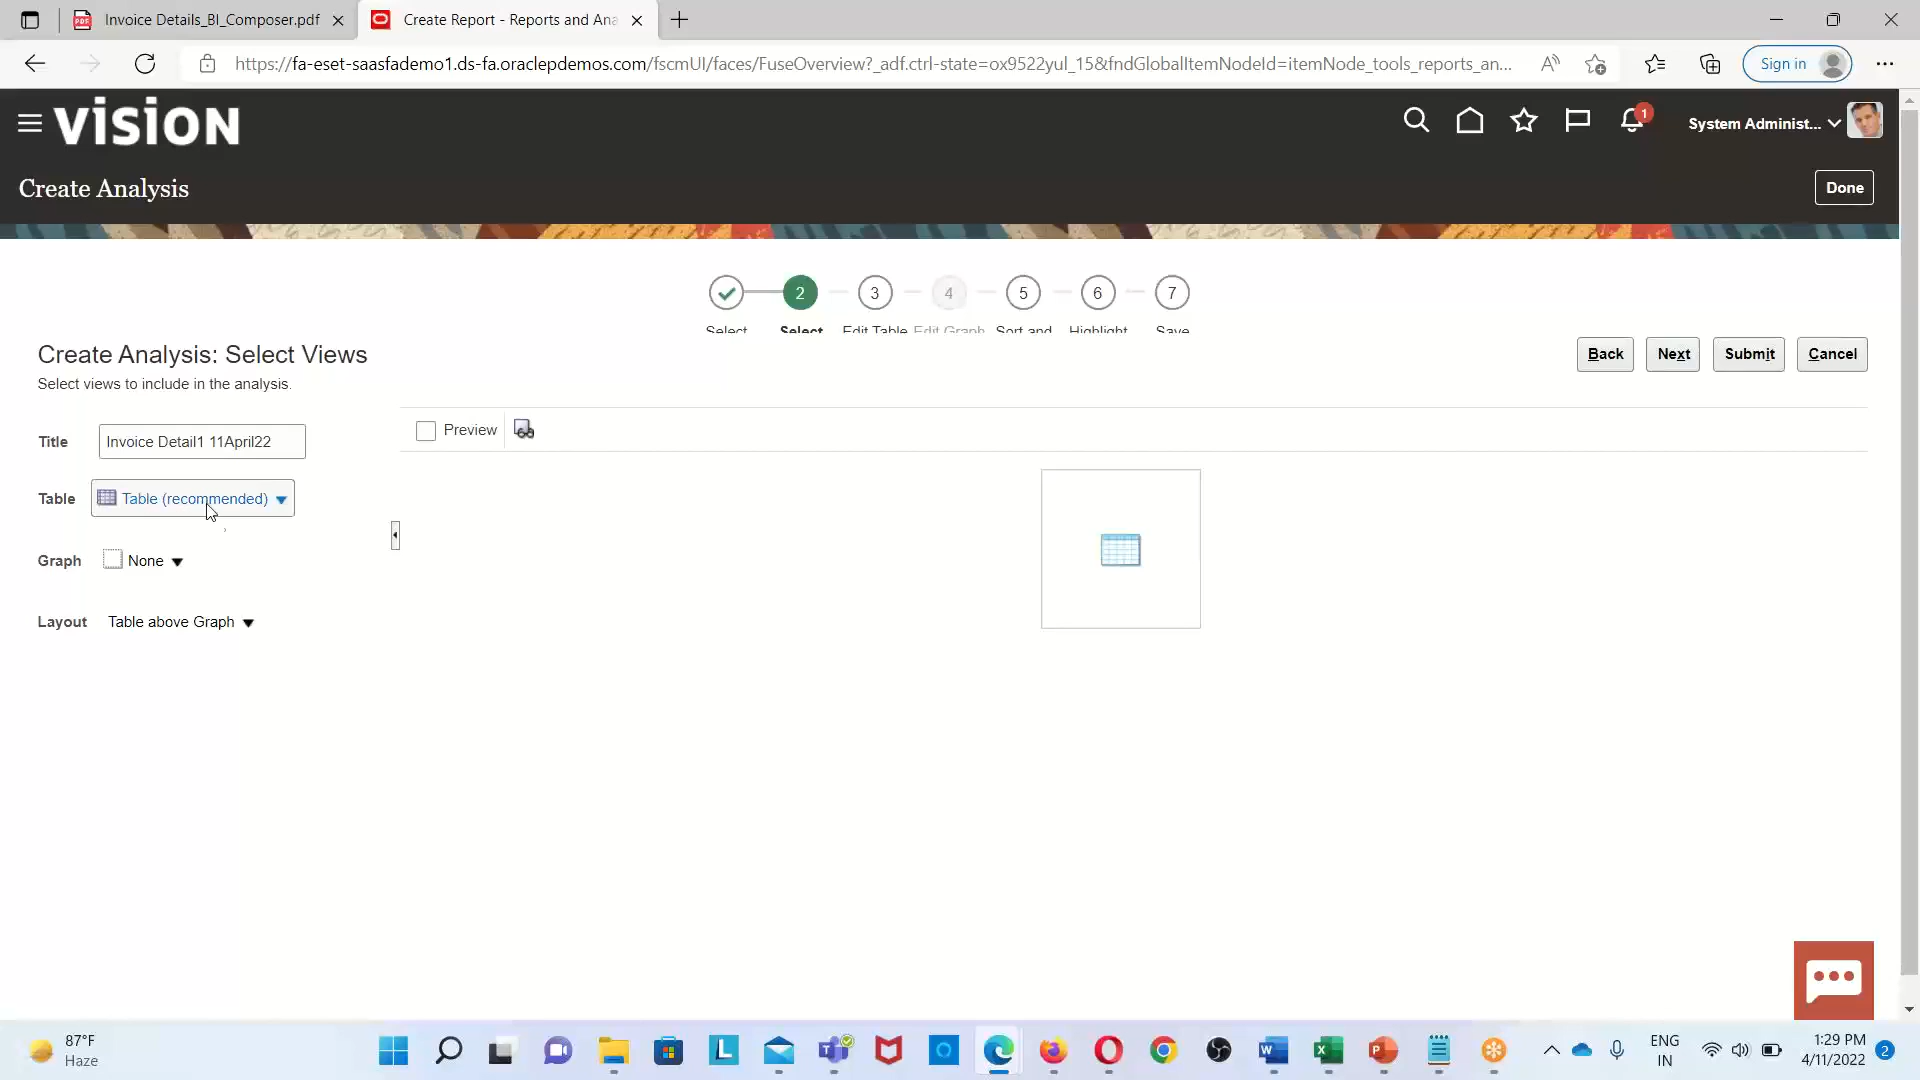 Invoice Details_BI_Composer.pdf
Create Report - Reports and Ana
https://fa-eset-saasfademo1.ds-fa.oraclepdemos.com/fscmUI/faces/FuseOverview?_adf.ctrl-state=ox9522yul_15&fndGlobalItemNodeId=itemNode_tools_reports_an...
Sign in
VISION
1
System Administ...
Create Analysis
Done
2 3 4 5 6 7
Select Select Edit Table Edit Graph Sort and Highlight Save
Create Analysis: Select Views
Back Next Submit Cancel
Select views to include in the analysis.
Preview
Title Invoice Detail1 11April22
Table Table (recommended)
Graph None
Layout Table above Graph
87°F
Haze
ENG
IN
1:29 PM
4/11/2022
2